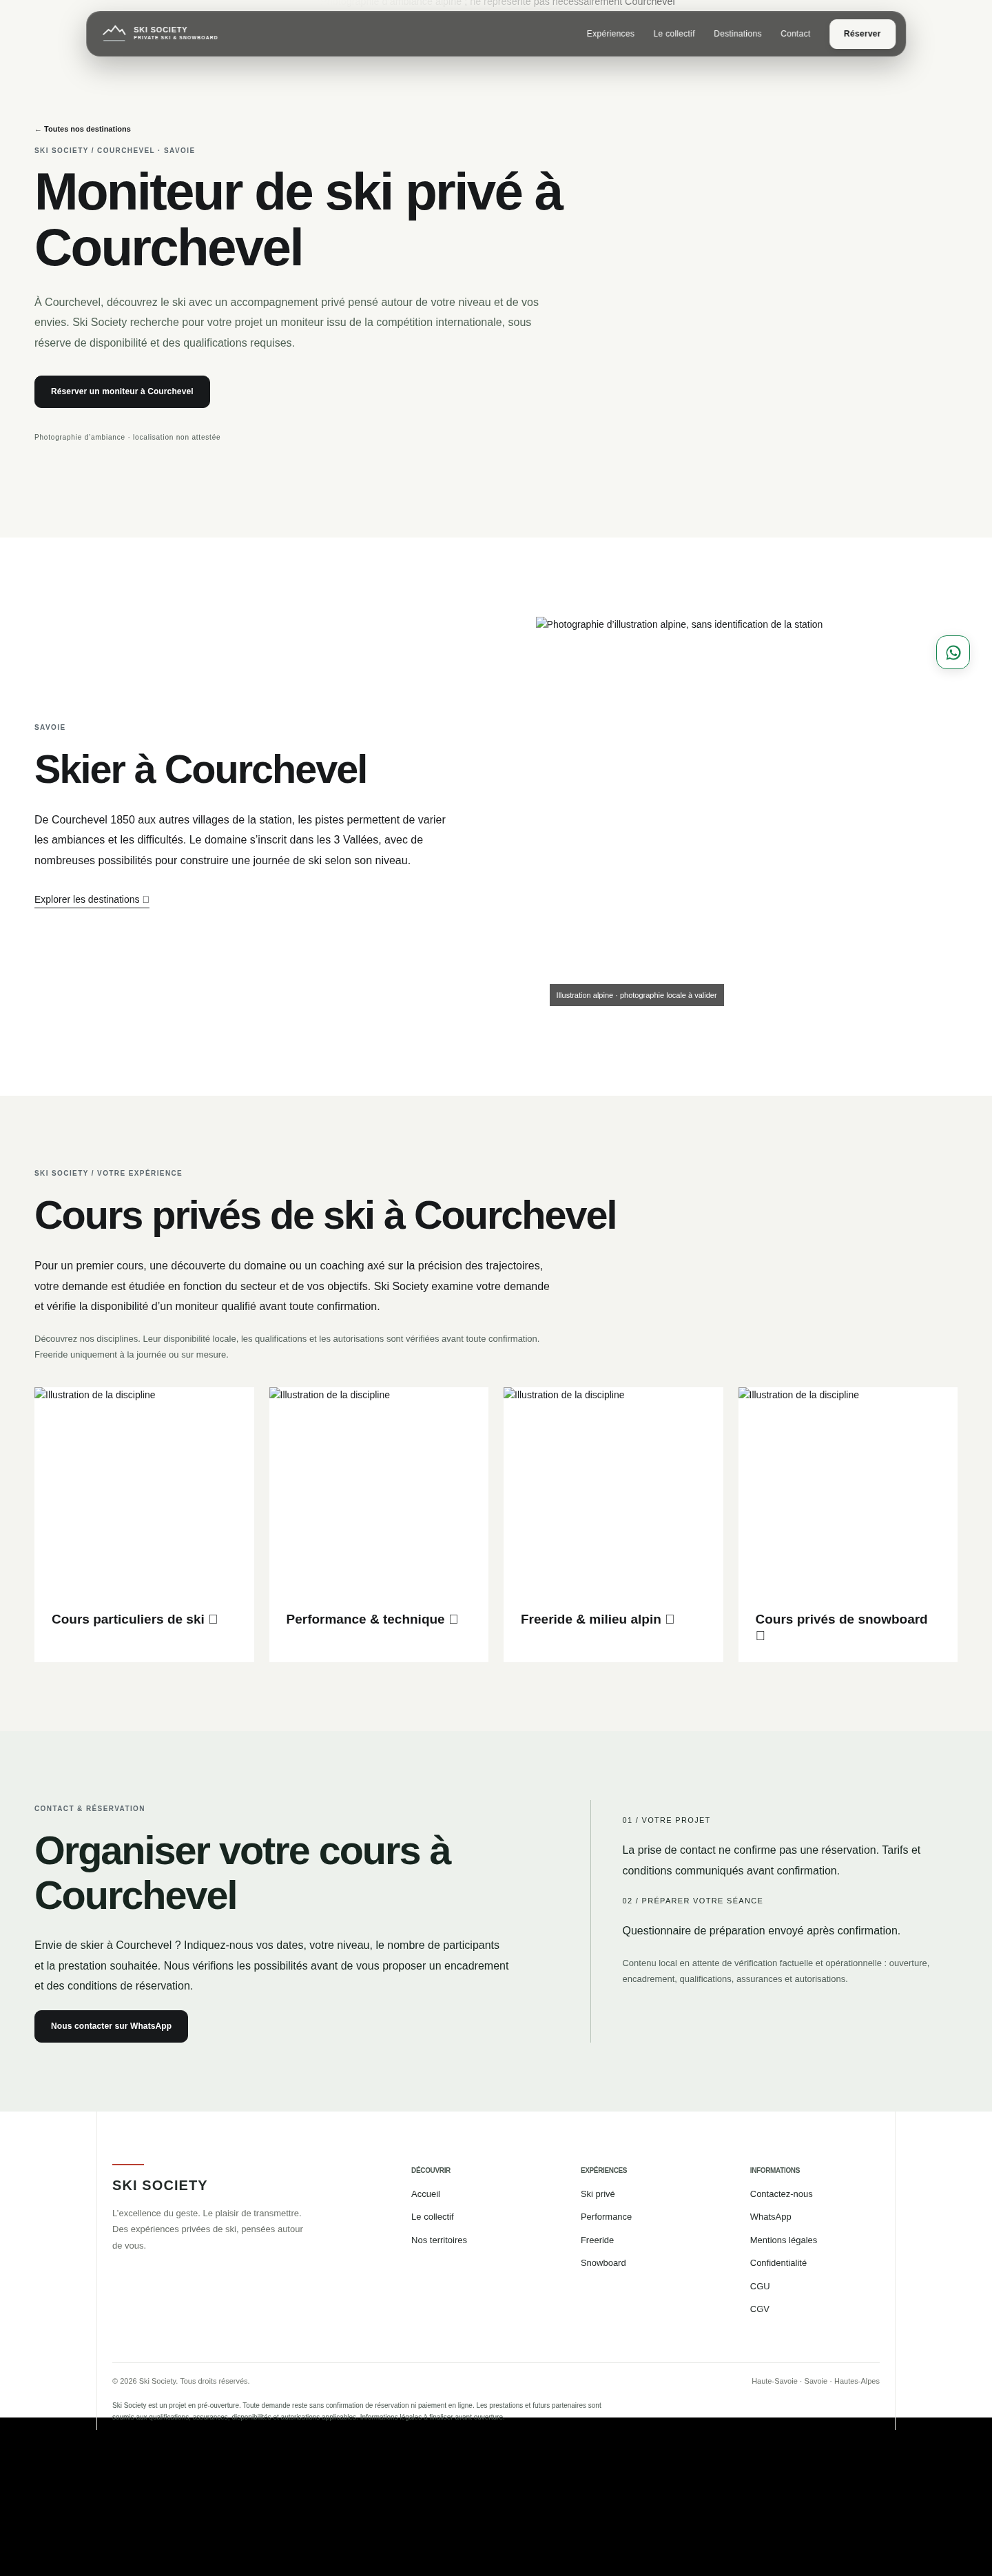 d'ambiance alpine ; ne représente pas nécessairement Courchevel
SKI SOCIETY
PRIVATE SKI & SNOWBOARD
Expériences
Le collectif
Destinations
Contact
Réserver
← Toutes nos destinations
SKI SOCIETY / COURCHEVEL · SAVOIE
Moniteur de ski privé à
Courchevel
À Courchevel, découvrez le ski avec un accompagnement privé pensé autour de votre niveau et de vos
envies. Ski Society recherche pour votre projet un moniteur issu de la compétition internationale, sous
réserve de disponibilité et des qualifications requises.
Réserver un moniteur à Courchevel
Photographie d'ambiance · localisation non attestée
Photographie d'illustration alpine, sans identification de la station
SAVOIE
Skier à Courchevel
De Courchevel 1850 aux autres villages de la station, les pistes permettent de varier
les ambiances et les difficultés. Le domaine s'inscrit dans les 3 Vallées, avec de
nombreuses possibilités pour construire une journée de ski selon son niveau.
Explorer les destinations
Illustration alpine · photographie locale à valider
SKI SOCIETY / VOTRE EXPÉRIENCE
Cours privés de ski à Courchevel
Pour un premier cours, une découverte du domaine ou un coaching axé sur la précision des trajectoires,
votre demande est étudiée en fonction du secteur et de vos objectifs. Ski Society examine votre demande
et vérifie la disponibilité d'un moniteur qualifié avant toute confirmation.
Découvrez nos disciplines. Leur disponibilité locale, les qualifications et les autorisations sont vérifiées avant toute confirmation.
Freeride uniquement à la journée ou sur mesure.
Illustration de la discipline
Illustration de la discipline
Illustration de la discipline
Illustration de la discipline
Cours particuliers de ski
Performance & technique
Freeride & milieu alpin
Cours privés de snowboard
CONTACT & RÉSERVATION
Organiser votre cours à
Courchevel
Envie de skier à Courchevel ? Indiquez-nous vos dates, votre niveau, le nombre de participants
et la prestation souhaitée. Nous vérifions les possibilités avant de vous proposer un encadrement
et des conditions de réservation.
Nous contacter sur WhatsApp
01 / VOTRE PROJET
La prise de contact ne confirme pas une réservation. Tarifs et
conditions communiqués avant confirmation.
02 / PRÉPARER VOTRE SÉANCE
Questionnaire de préparation envoyé après confirmation.
Contenu local en attente de vérification factuelle et opérationnelle : ouverture,
encadrement, qualifications, assurances et autorisations.
SKI SOCIETY
L'excellence du geste. Le plaisir de transmettre.
Des expériences privées de ski, pensées autour
de vous.
DÉCOUVRIR
Accueil
Le collectif
Nos territoires
EXPÉRIENCES
Ski privé
Performance
Freeride
Snowboard
INFORMATIONS
Contactez-nous
WhatsApp
Mentions légales
Confidentialité
CGU
CGV
© 2026 Ski Society. Tous droits réservés.
Haute-Savoie · Savoie · Hautes-Alpes
Ski Society est un projet en pré-ouverture. Toute demande reste sans confirmation de réservation ni paiement en ligne. Les prestations et futurs partenaires sont
soumis aux qualifications, assurances, disponibilités et autorisations applicables. Informations légales à finaliser avant ouverture.